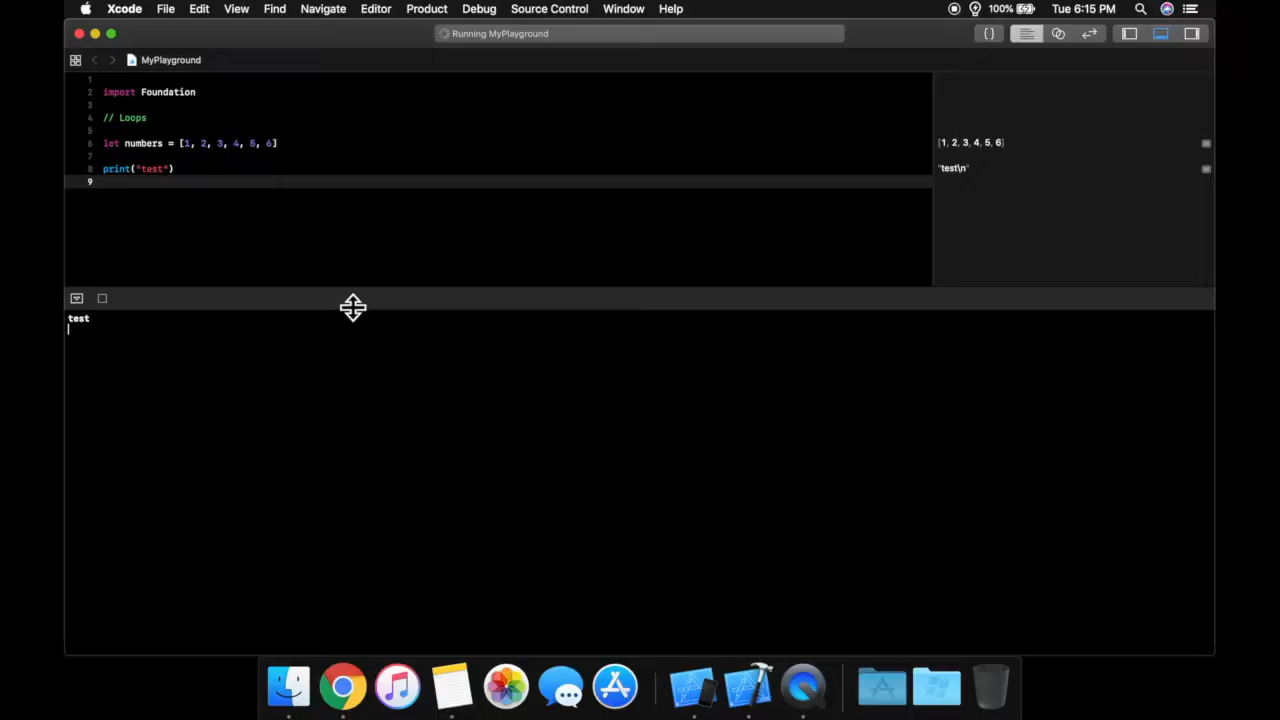 Xcode File Edit View Find Navigate Editor Product Debug Source Control Window Help 100% Tue 6:15 PM
Running MyPlayground { }
MyPlayground
1
2 import Foundation
3
4 // Loops
5
6 let numbers = [1, 2, 3, 4, 5, 6] [1, 2, 3, 4, 5, 6]
7
8 print("test") "test\n"
9
test